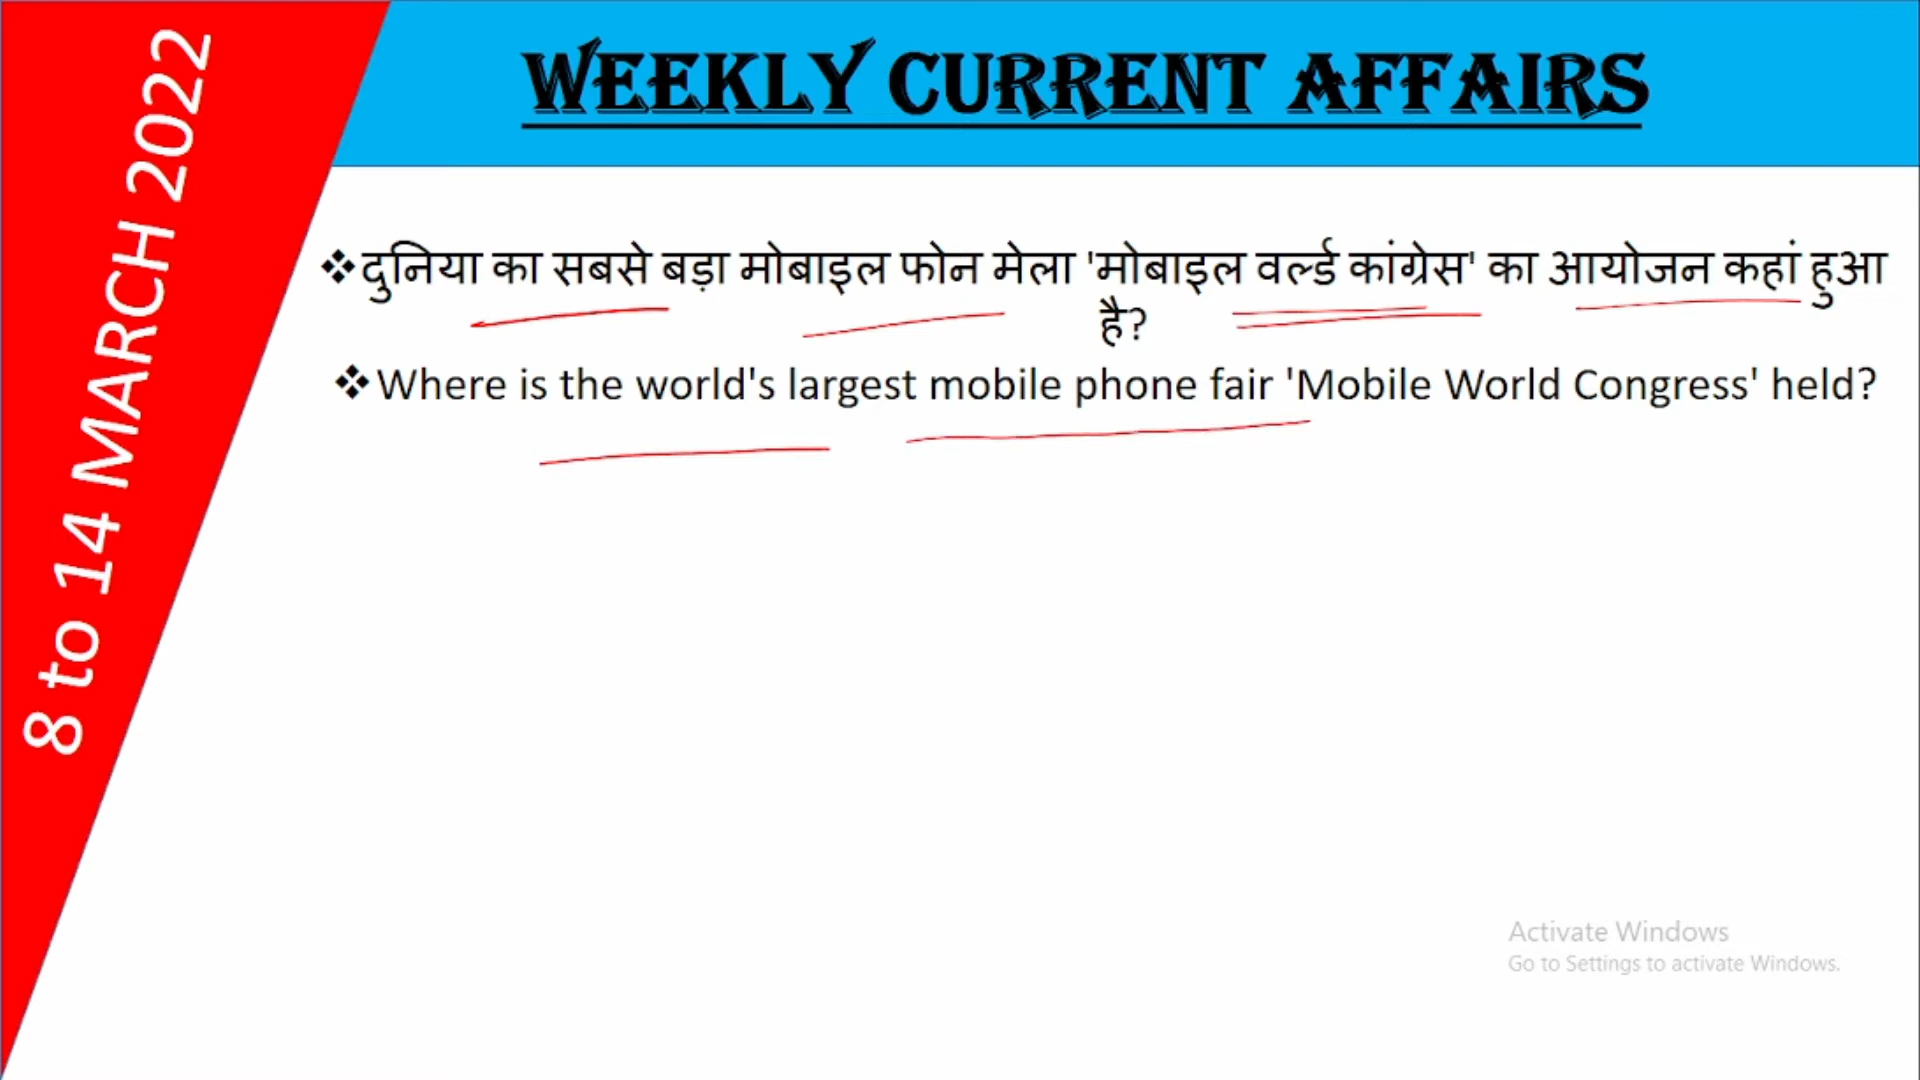 WEEKLY CURRENT AFFAIRS
8 to 14 MARCH 2022
❖दुनिया का सबसे बड़ा मोबाइल फोन मेला 'मोबाइल वर्ल्ड कांग्रेस' का आयोजन कहां हुआ
है?
❖Where is the world's largest mobile phone fair 'Mobile World Congress' held?
Activate Windows
Go to Settings to activate Windows.